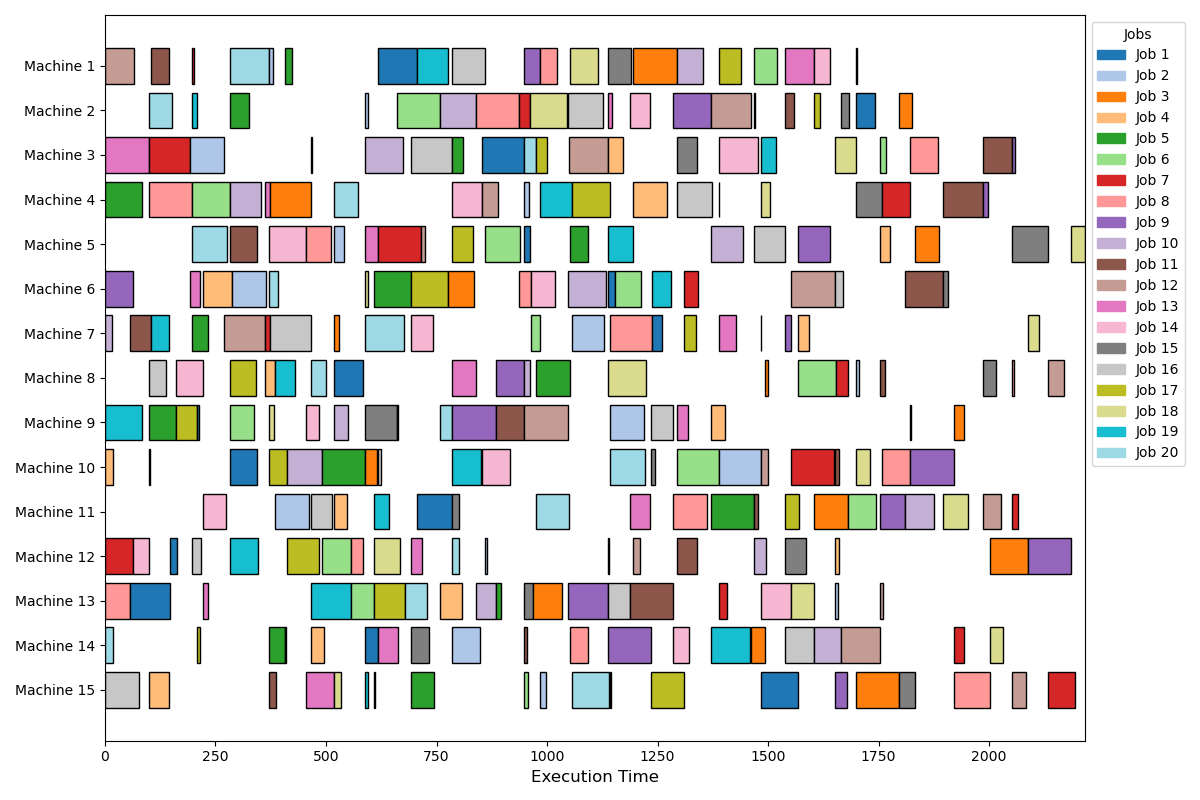 Machine 1
Machine 2
Machine 3
Machine 4
Machine 5
Machine 6
Machine 7
Machine 8
Machine 9
Machine 10
Machine 11
Machine 12
Machine 13
Machine 14
Machine 15
0 250 500 750 1000 1250 1500 1750 2000
Execution Time
Jobs
Job 1
Job 2
Job 3
Job 4
Job 5
Job 6
Job 7
Job 8
Job 9
Job 10
Job 11
Job 12
Job 13
Job 14
Job 15
Job 16
Job 17
Job 18
Job 19
Job 20